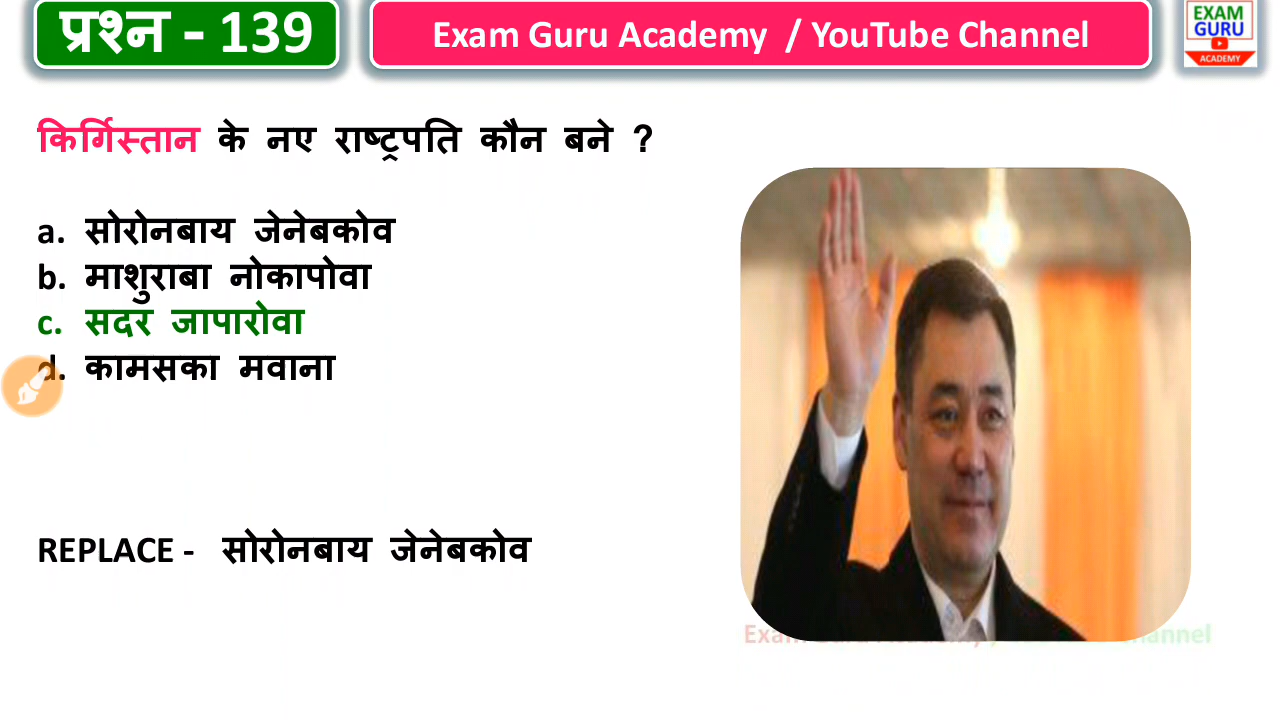 प्रश्न - 139
Exam Guru Academy / YouTube Channel
EXAM
GURU
ACADEMY
किर्गिस्तान के नए राष्ट्रपति कौन बने ?
a. सोरोनबाय जेनेबकोव
b. माशुराबा नोकापोवा
c. सदर जापारोवा
d. कामसका मवाना
REPLACE - सोरोनबाय जेनेबकोव